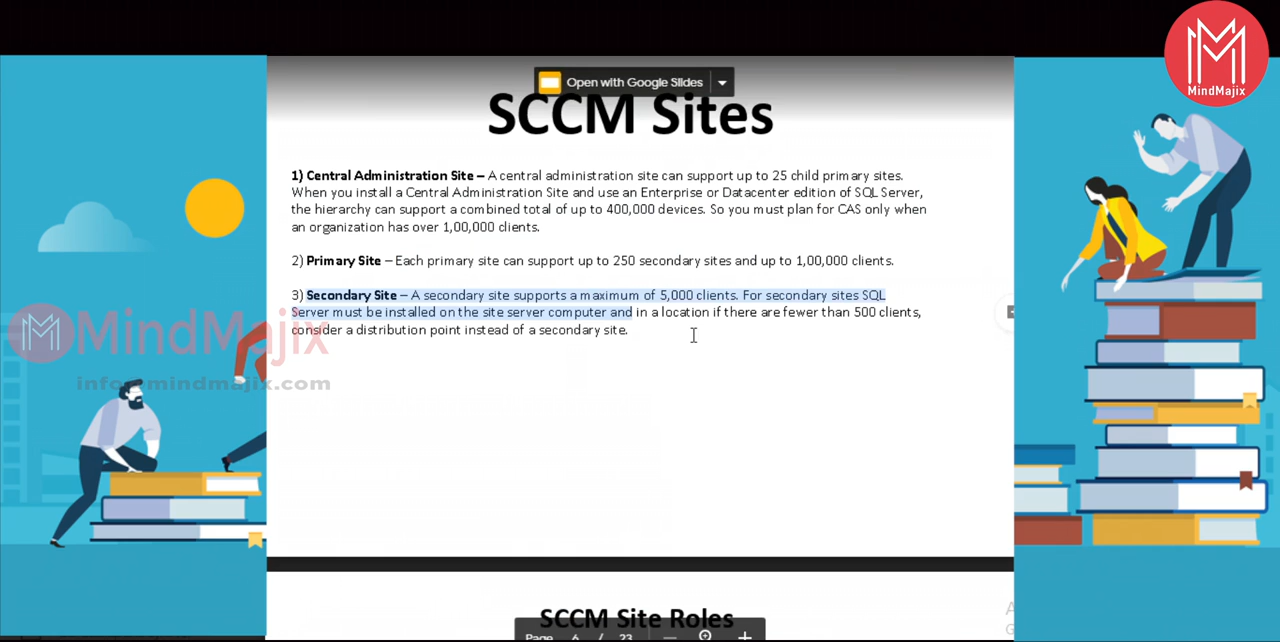 MindMajix
Open with Google Slides
SCCM Sites
1) Central Administration Site – A central administration site can support up to 25 child primary sites.
When you install a Central Administration Site and use an Enterprise or Datacenter edition of SQL Server,
the hierarchy can support a combined total of up to 400,000 devices. So you must plan for CAS only when
an organization has over 1,00,000 clients.
2) Primary Site – Each primary site can support up to 250 secondary sites and up to 1,00,000 clients.
3) Secondary Site – A secondary site supports a maximum of 5,000 clients. For secondary sites SQL
Server must be installed on the site server computer and in a location if there are fewer than 500 clients,
consider a distribution point instead of a secondary site.
MindMajix
info@mindmajix.com
SCCM Site Roles
Page 6 / 23